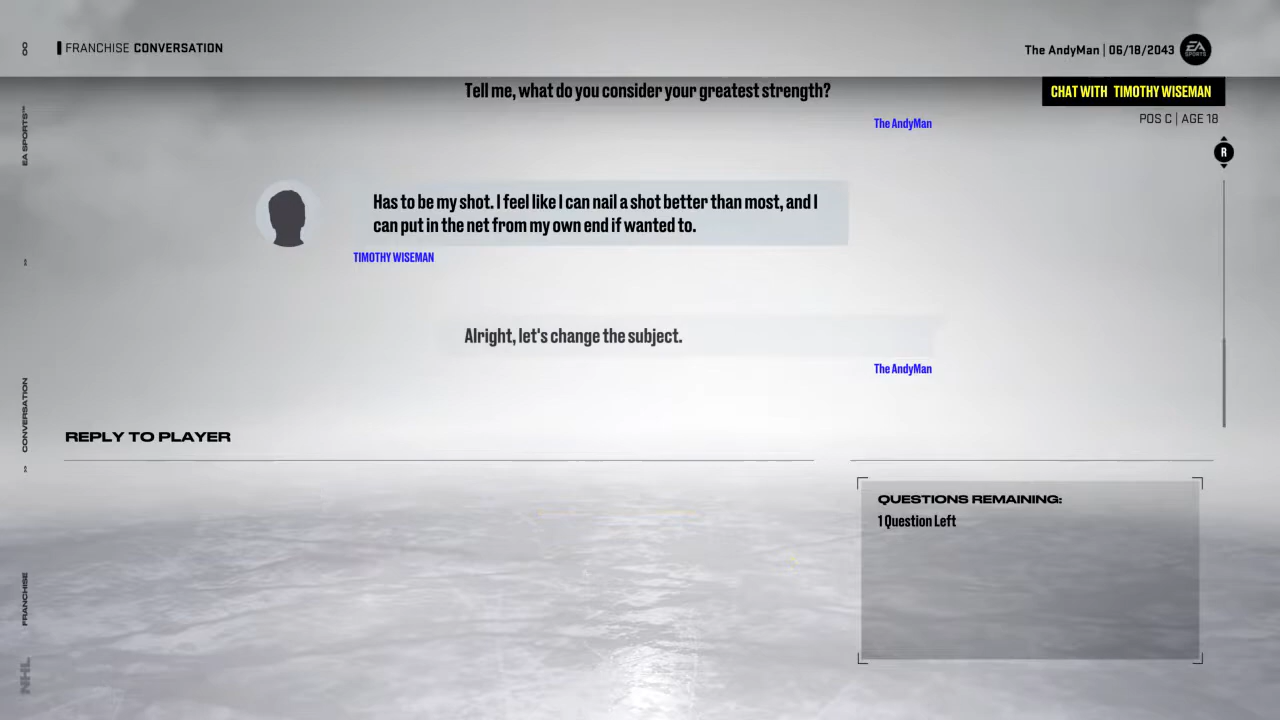 FRANCHISE CONVERSATION
The AndyMan | 06/18/2043
EA SPORTS
CHAT WITH TIMOTHY WISEMAN
POS C | AGE 18
R
Tell me, what do you consider your greatest strength?
The AndyMan
Has to be my shot. I feel like I can nail a shot better than most, and I
can put in the net from my own end if wanted to.
TIMOTHY WISEMAN
Alright, let's change the subject.
The AndyMan
REPLY TO PLAYER
QUESTIONS REMAINING:
1 Question Left
EA SPORTS™
CONVERSATION
FRANCHISE
NHL